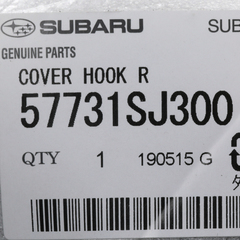 SUBARU SUB
GENUINE PARTS
COVER HOOK R
57731SJ300
QTY 1 190515 G